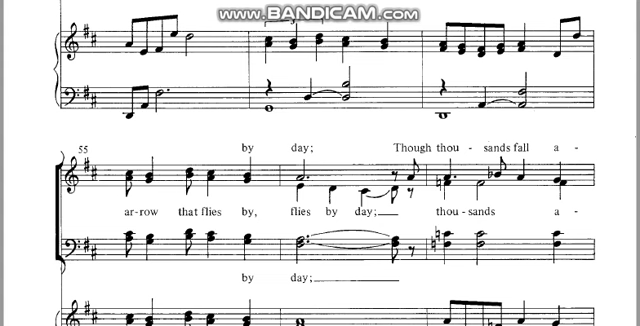 www.BANDICAM.com
3
55
by day; Though thou - sands fall a -
ar-row that flies by, flies by day; thou-sands a-
by day;